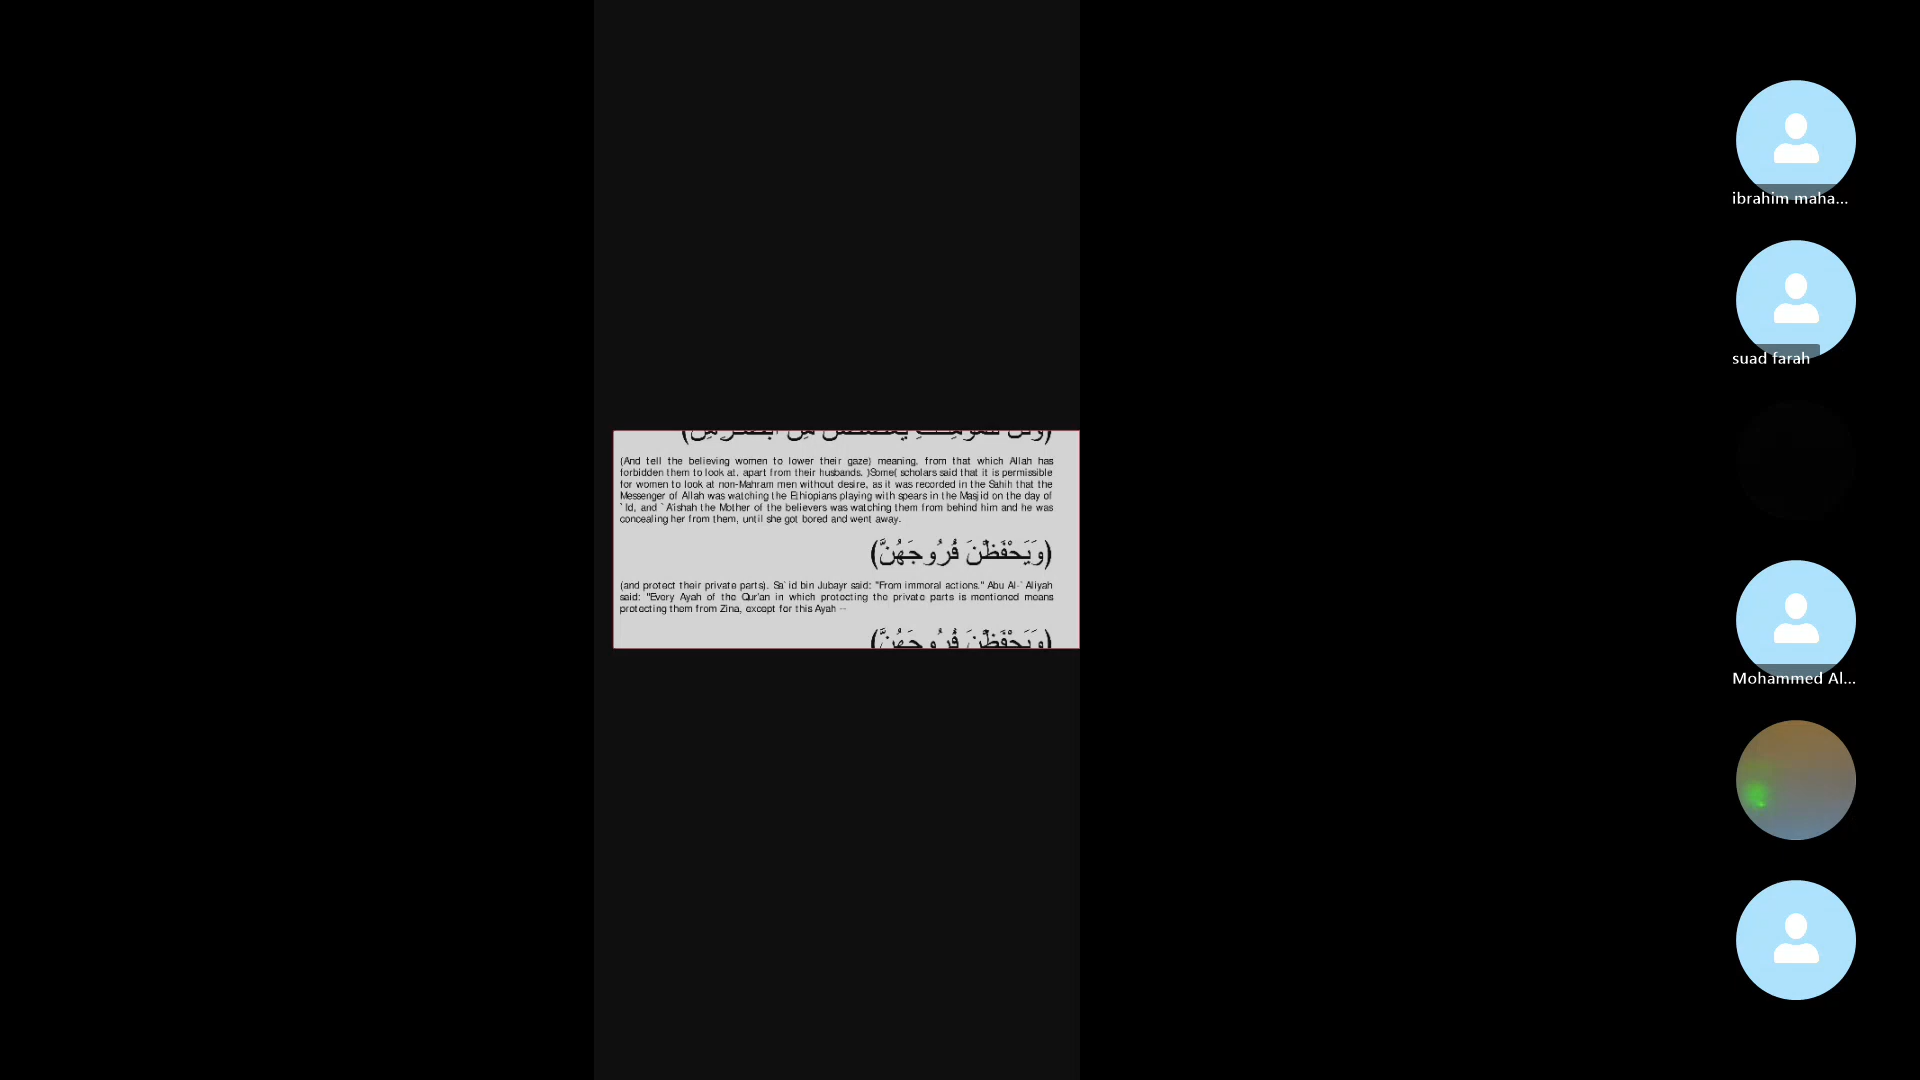 (And tell the believing women to lower their gaze) meaning, from that which Allah has
forbidden them to look at, apart from their husbands. )Some( scholars said that it is permissible
for women to look at non-Mahram men without desire, as it was recorded in the Sahih that the
Messenger of Allah was watching the Ethiopians playing with spears in the Masjid on the day of
`Id, and `A'ishah the Mother of the believers was watching them from behind him and he was
concealing her from them, until she got bored and went away.
(وَيَحْفَظْنَ فُرُوجَهُنَّ)
(and protect their private parts). Sa`id bin Jubayr said: "From immoral actions." Abu Al-`Aliyah
said: "Every Ayah of the Qur'an in which protecting the private parts is mentioned means
protecting them from Zina, except for this Ayah --
(وَيَحْفَظْنَ فُرُوجَهُنَّ)
ibrahim maha...
suad farah
Mohammed Al...